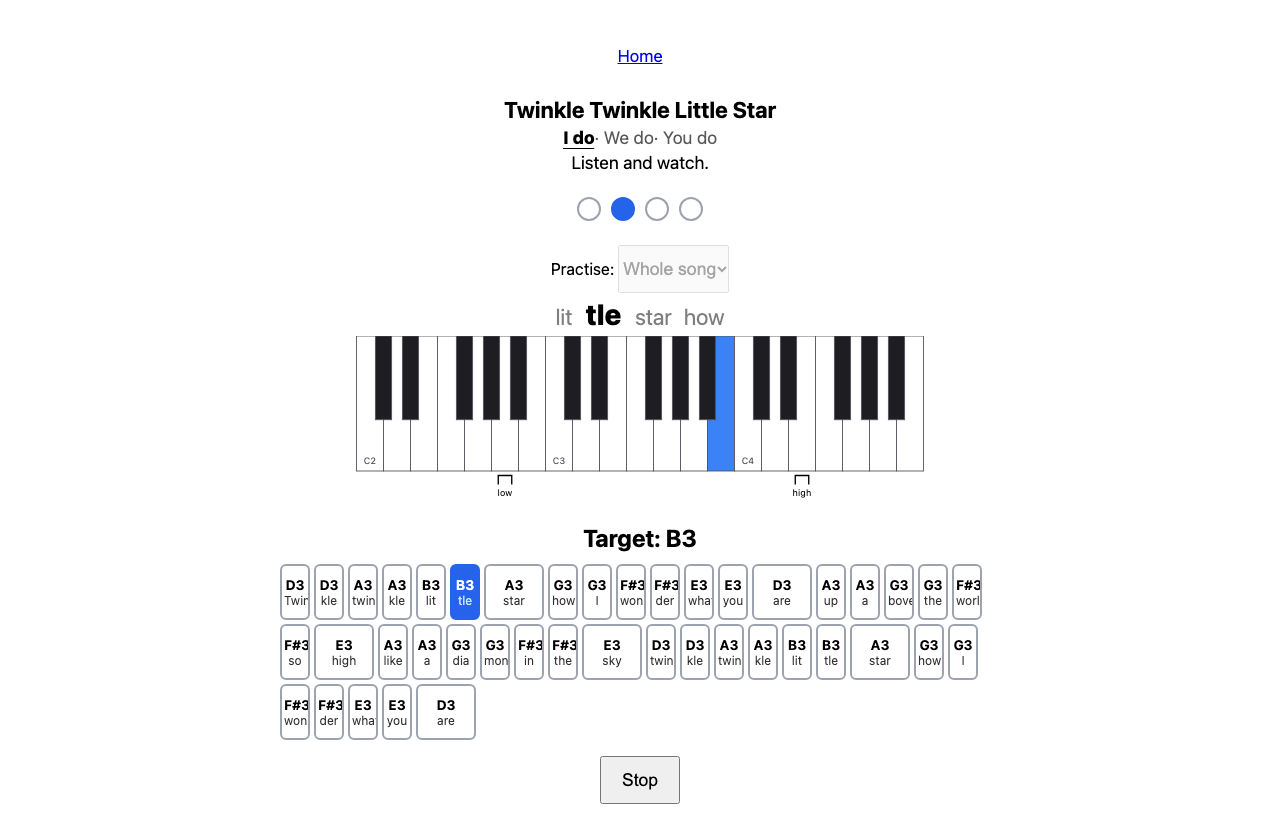 Home
Twinkle Twinkle Little Star
I do· We do· You do
Listen and watch.
Practise: Whole song
lit tle star how
C2 C3 C4
low high
Target: B3
D3 D3 A3 A3 B3 B3 A3 G3 G3 F#3 F#3 E3 E3 D3 A3 A3 G3 G3 F#3
Twin kle twin kle lit tle star how I won der what you are up a bove the worl
F#3 E3 A3 A3 G3 G3 F#3 F#3 E3 D3 D3 A3 A3 B3 B3 A3 G3 G3
so high like a dia mon in the sky twin kle twin kle lit tle star how I
F#3 F#3 E3 E3 D3
won der what you are
Stop